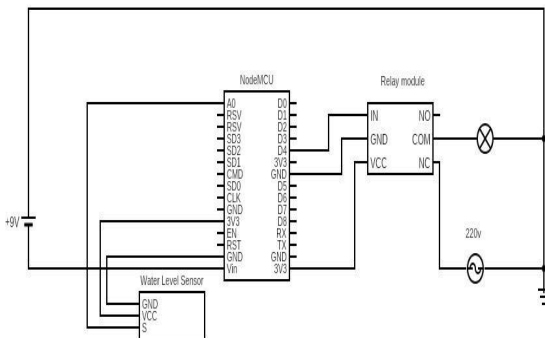 NodeMCU
Relay module
A0
RSV
RSV
SD3
SD2
SD1
CMD
SD0
CLK
GND
3V3
EN
RST
GND
Vin
D0
D1
D2
D3
D4
3V3
GND
D5
D6
D7
D8
RX
TX
GND
3V3
IN
GND
VCC
NO
COM
NC
+9V
220v
Water Level Sensor
GND
VCC
S